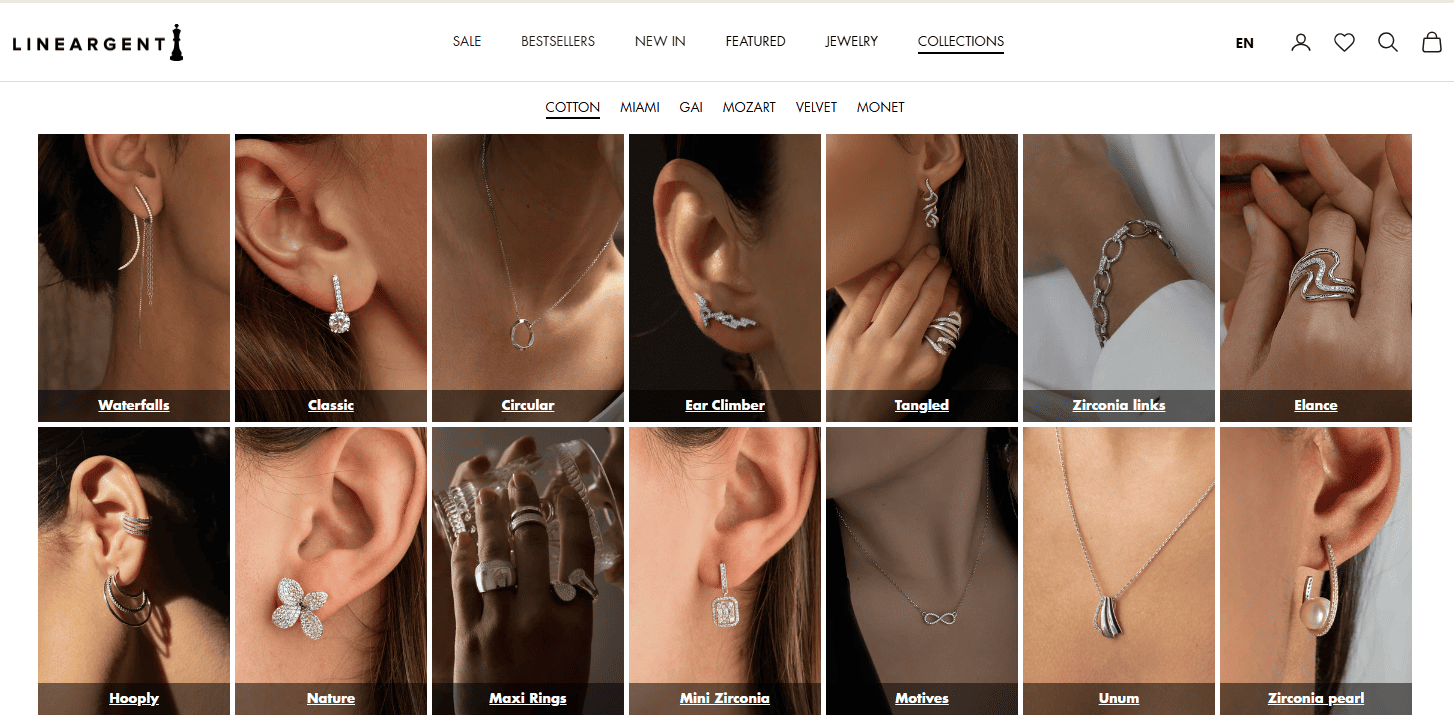 LINEARGENT
SALE BESTSELLERS NEW IN FEATURED JEWELRY COLLECTIONS
EN
COTTON MIAMI GAI MOZART VELVET MONET
Waterfalls Classic Circular Ear Climber Tangled Zirconia links Elance
Hooply Nature Maxi Rings Mini Zirconia Motives Unum Zirconia pearl